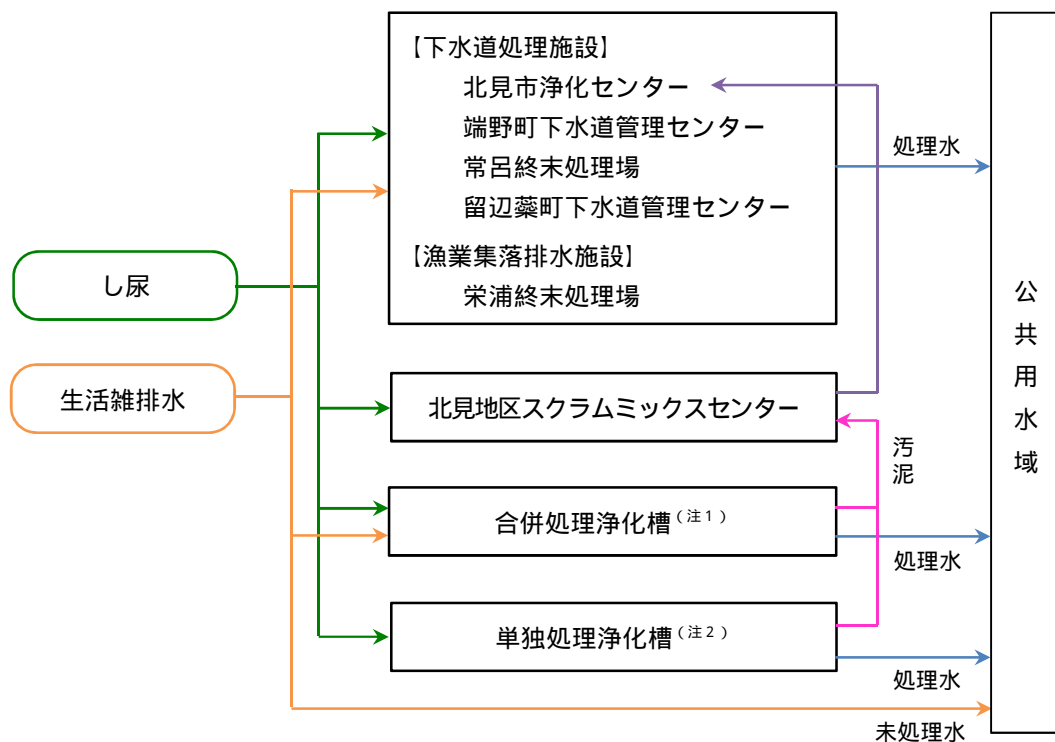 【下水道処理施設】
北見市浄化センター
端野町下水道管理センター
常呂終末処理場
留辺蘂町下水道管理センター
【漁業集落排水施設】
栄浦終末処理場
処理水
し尿
生活雑排水
北見地区スクラムミックスセンター
汚泥
合併処理浄化槽(注1)
処理水
単独処理浄化槽(注2)
処理水
未処理水
公共用水域